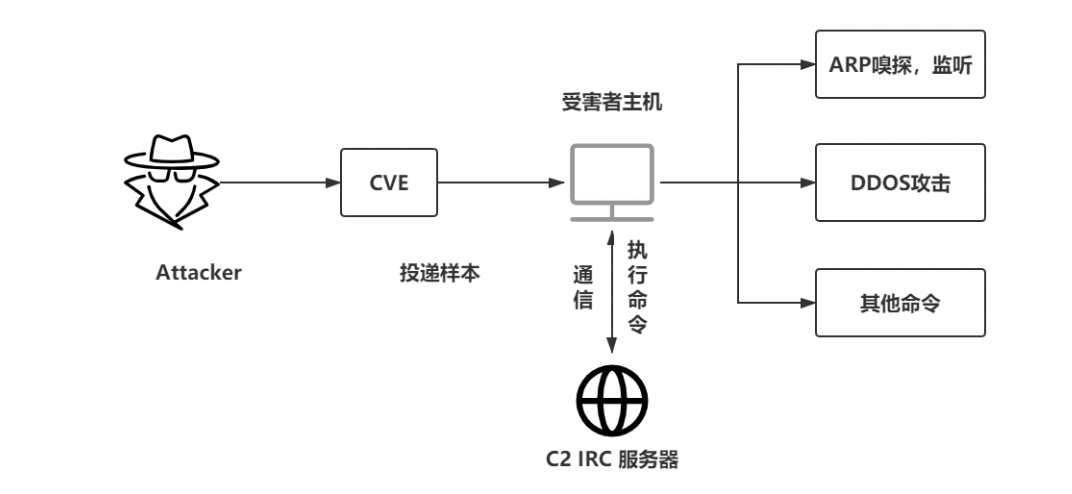 ARP嗅探，监听
受害者主机
CVE
DDOS攻击
Attacker
投递样本
通信
执行命令
其他命令
C2 IRC 服务器